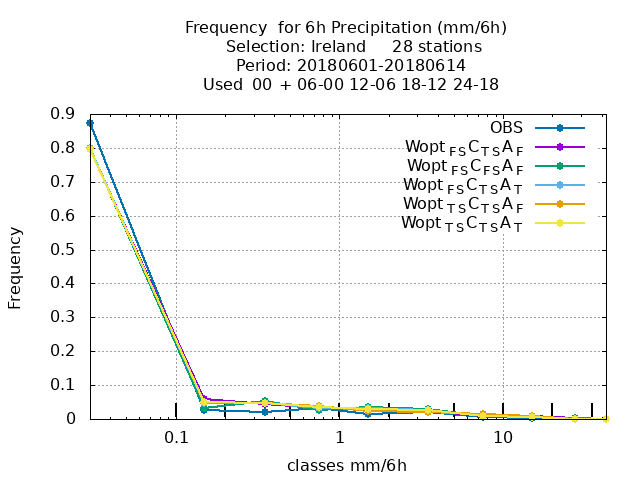 Frequency  for 6h Precipitation (mm/6h)
Selection: Ireland     28 stations
Period: 20180601-20180614
Used  00  + 06-00 12-06 18-12 24-18
Frequency
0.9
0.8
0.7
0.6
0.5
0.4
0.3
0.2
0.1
0
OBS
Wopt FS C TS A F
Wopt FS C FS A F
Wopt FS C TS A T
Wopt TS C TS A F
Wopt TS C TS A T
0.1 1 10
classes mm/6h